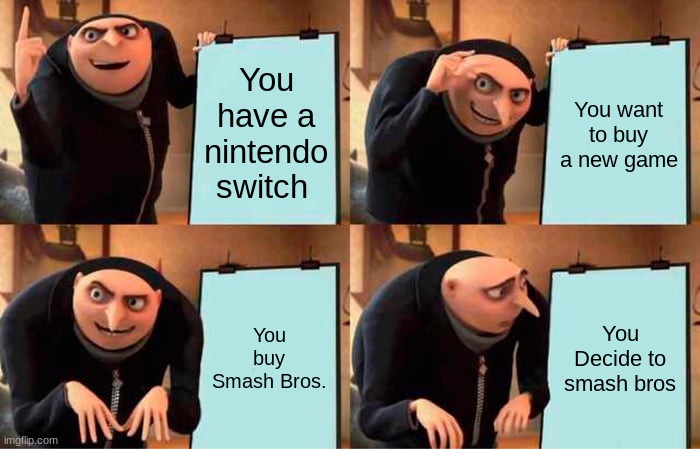 You
have a
nintendo
switch
You want
to buy
a new game
You
buy
Smash Bros.
You
Decide to
smash bros
imgflip.com